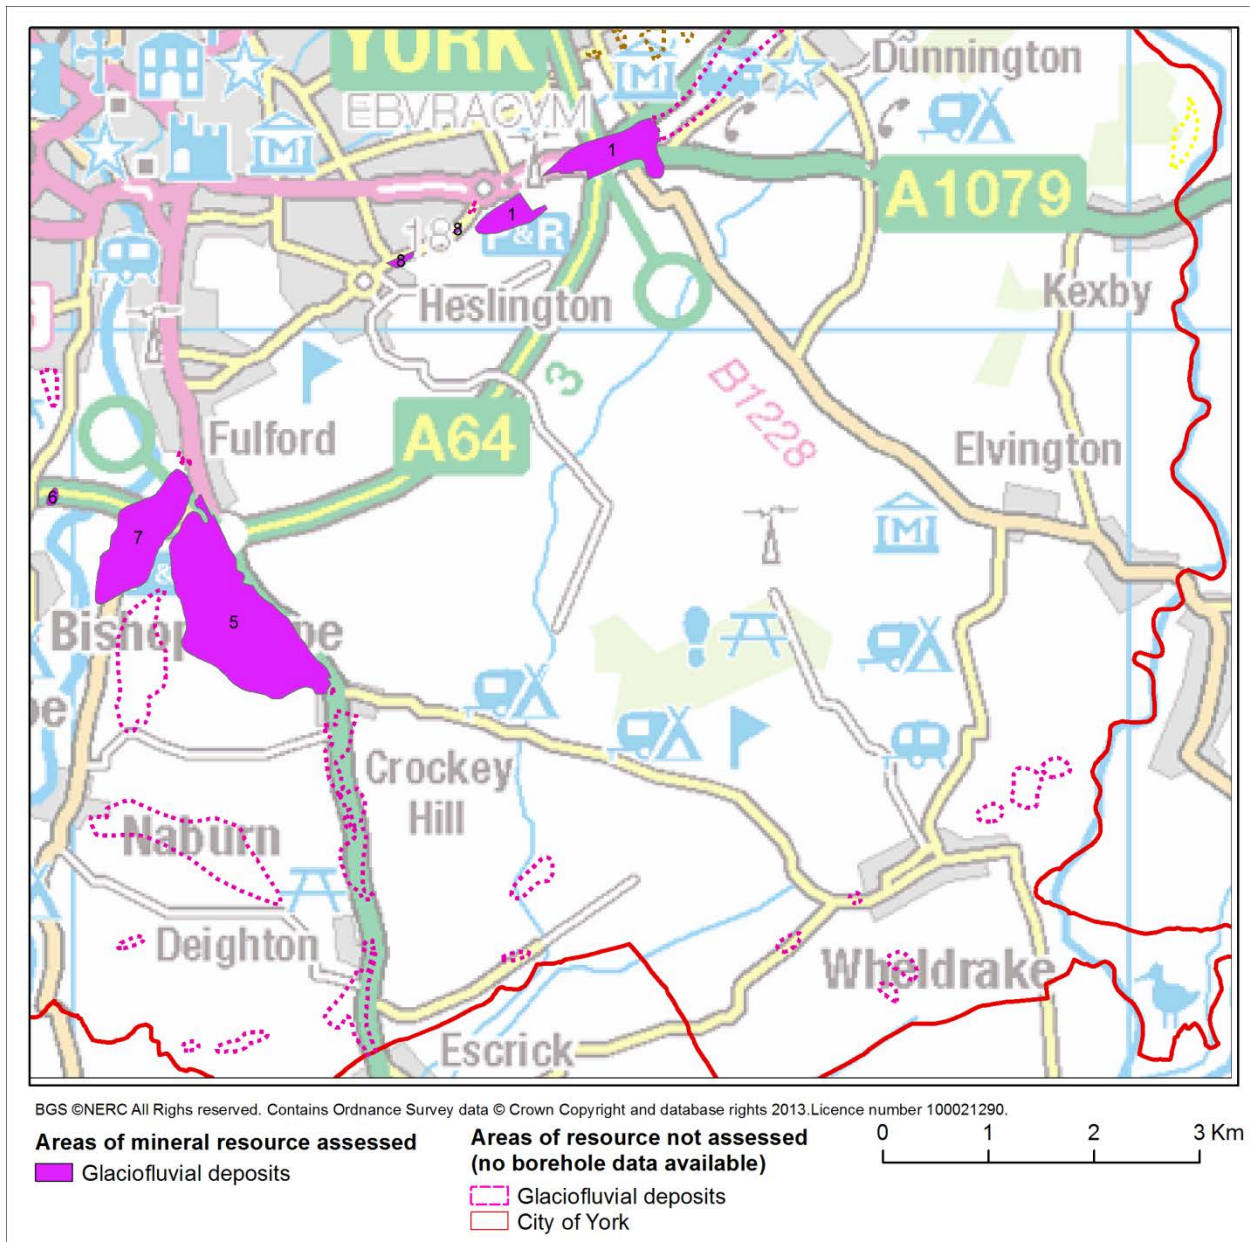 YORK
Dunnington
EBVRACVM
1
A1079
1
8
18
P&R
8
Kexby
Heslington
3
B1228
Fulford
A64
Elvington
6
7
5
Crockey
Hill
Naburn
Deighton
Wheldrake
Escrick
BGS ©NERC All Righs reserved. Contains Ordnance Survey data © Crown Copyright and database rights 2013.Licence number 100021290.
Areas of mineral resource assessed
Glaciofluvial deposits
Areas of resource not assessed
(no borehole data available)
Glaciofluvial deposits
City of York
0 1 2 3 Km